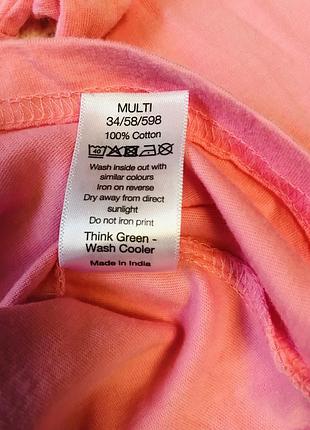 MULTI
34/58/598
100% Cotton
40
Wash inside out with
similar colours
Iron on reverse
Dry away from direct
sunlight
Do not iron print
Think Green -
Wash Cooler
Made in India